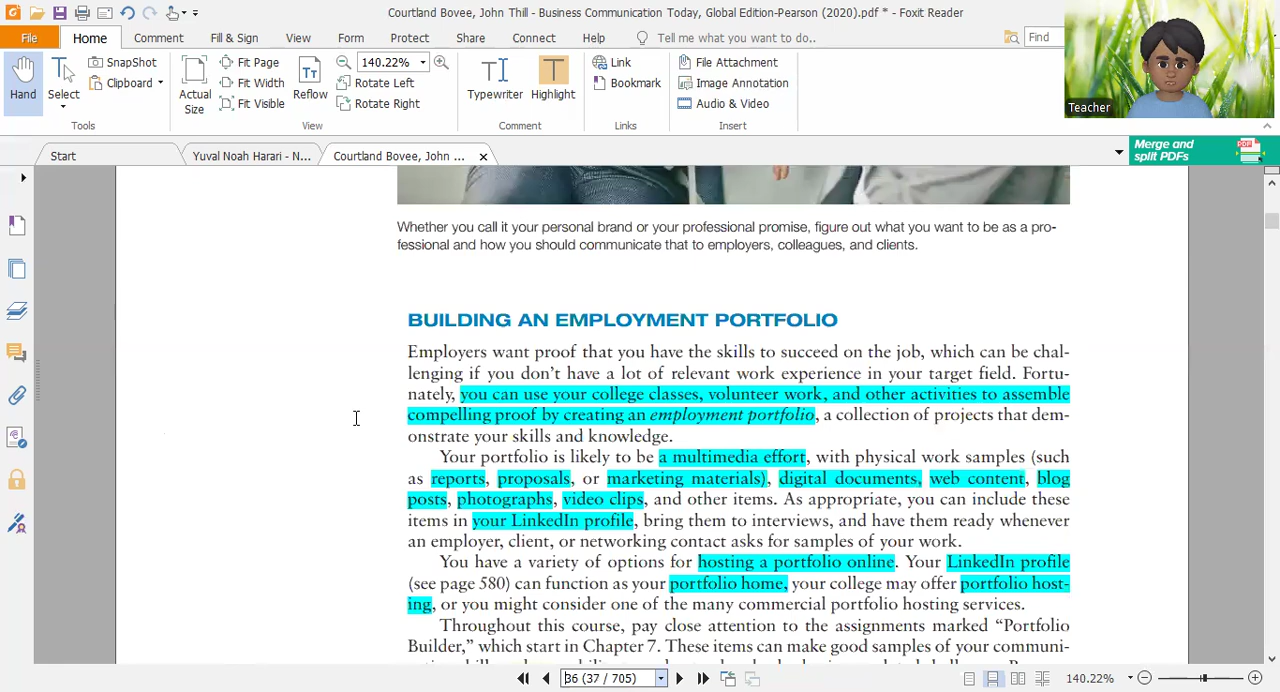 Courtland Bovee, John Thill - Business Communication Today, Global Edition-Pearson (2020).pdf * - Foxit Reader
File Home Comment Fill & Sign View Form Protect Share Connect Help Tell me what you want to do.. Find
Hand Select SnapShot Clipboard Actual Size Fit Page Fit Width Fit Visible Reflow 140.22% Rotate Left Rotate Right Typewriter Highlight Link Bookmark File Attachment Image Annotation Audio & Video
Tools View Comment Links Insert
Teacher
Start Yuval Noah Harari - N... Courtland Bovee, John ... Merge and split PDFs
Whether you call it your personal brand or your professional promise, figure out what you want to be as a pro-
fessional and how you should communicate that to employers, colleagues, and clients.
BUILDING AN EMPLOYMENT PORTFOLIO
Employers want proof that you have the skills to succeed on the job, which can be chal-
lenging if you don't have a lot of relevant work experience in your target field. Fortu-
nately, you can use your college classes, volunteer work, and other activities to assemble
compelling proof by creating an employment portfolio, a collection of projects that dem-
onstrate your skills and knowledge.
Your portfolio is likely to be a multimedia effort, with physical work samples (such
as reports, proposals, or marketing materials), digital documents, web content, blog
posts, photographs, video clips, and other items. As appropriate, you can include these
items in your LinkedIn profile, bring them to interviews, and have them ready whenever
an employer, client, or networking contact asks for samples of your work.
You have a variety of options for hosting a portfolio online. Your LinkedIn profile
(see page 580) can function as your portfolio home, your college may offer portfolio host-
ing, or you might consider one of the many commercial portfolio hosting services.
Throughout this course, pay close attention to the assignments marked “Portfolio
Builder,” which start in Chapter 7. These items can make good samples of your communi-
36 (37 / 705) 140.22%